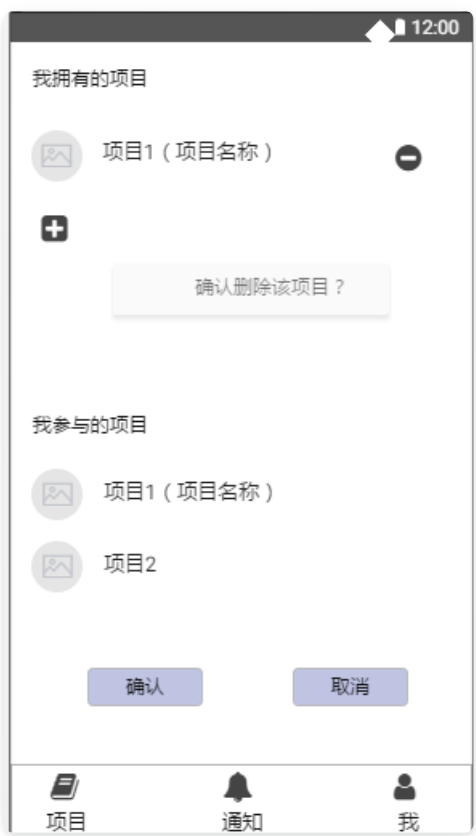 12:00
我拥有的项目
项目1（项目名称）
确认删除该项目？
我参与的项目
项目1（项目名称）
项目2
确认 取消
项目 通知 我